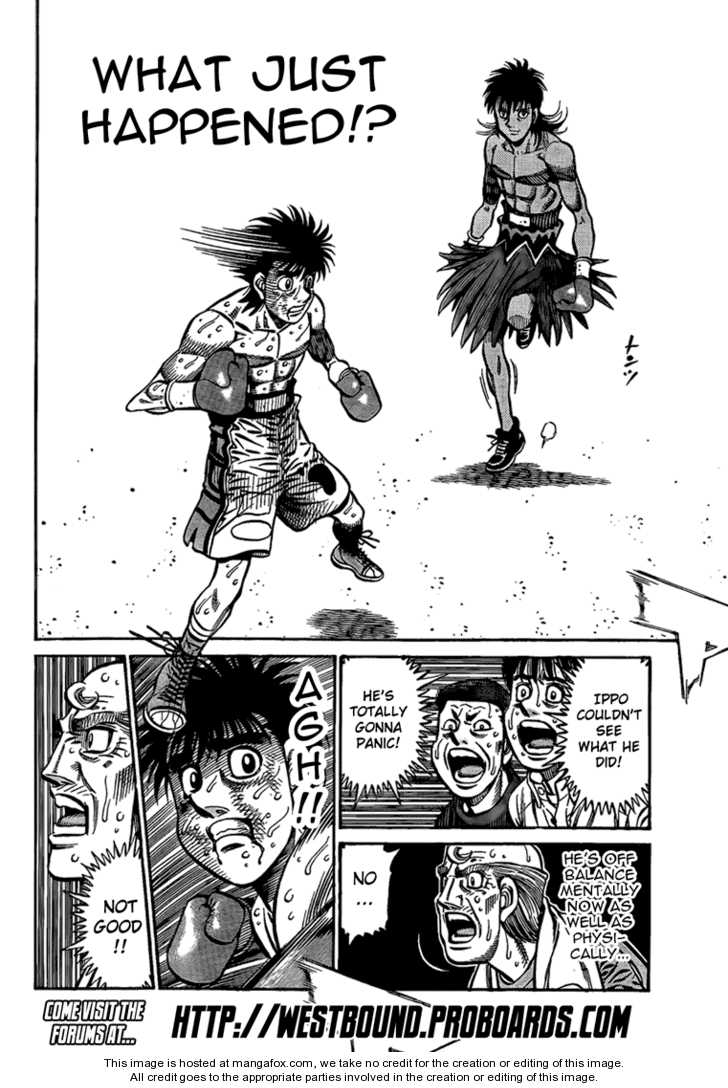 WHAT JUST
HAPPENED!?
トン
ッ
IPPO
COULDN'T
SEE
WHAT HE
DID!
HE'S
TOTALLY
GONNA
PANIC!
AGH!!
NOT
GOOD
!!
HE'S OFF
BALANCE
MENTALLY
NOW AS
WELL AS
PHYSI-
CALLY...
NO
...
COME VISIT THE
FORUMS AT...
HTTP://WESTBOUND.PROBOARDS.COM
This image is hosted at mangafox.com, we take no credit for the creation or editing of this image.
All credit goes to the appropriate parties involved in the creation or editing of this image.